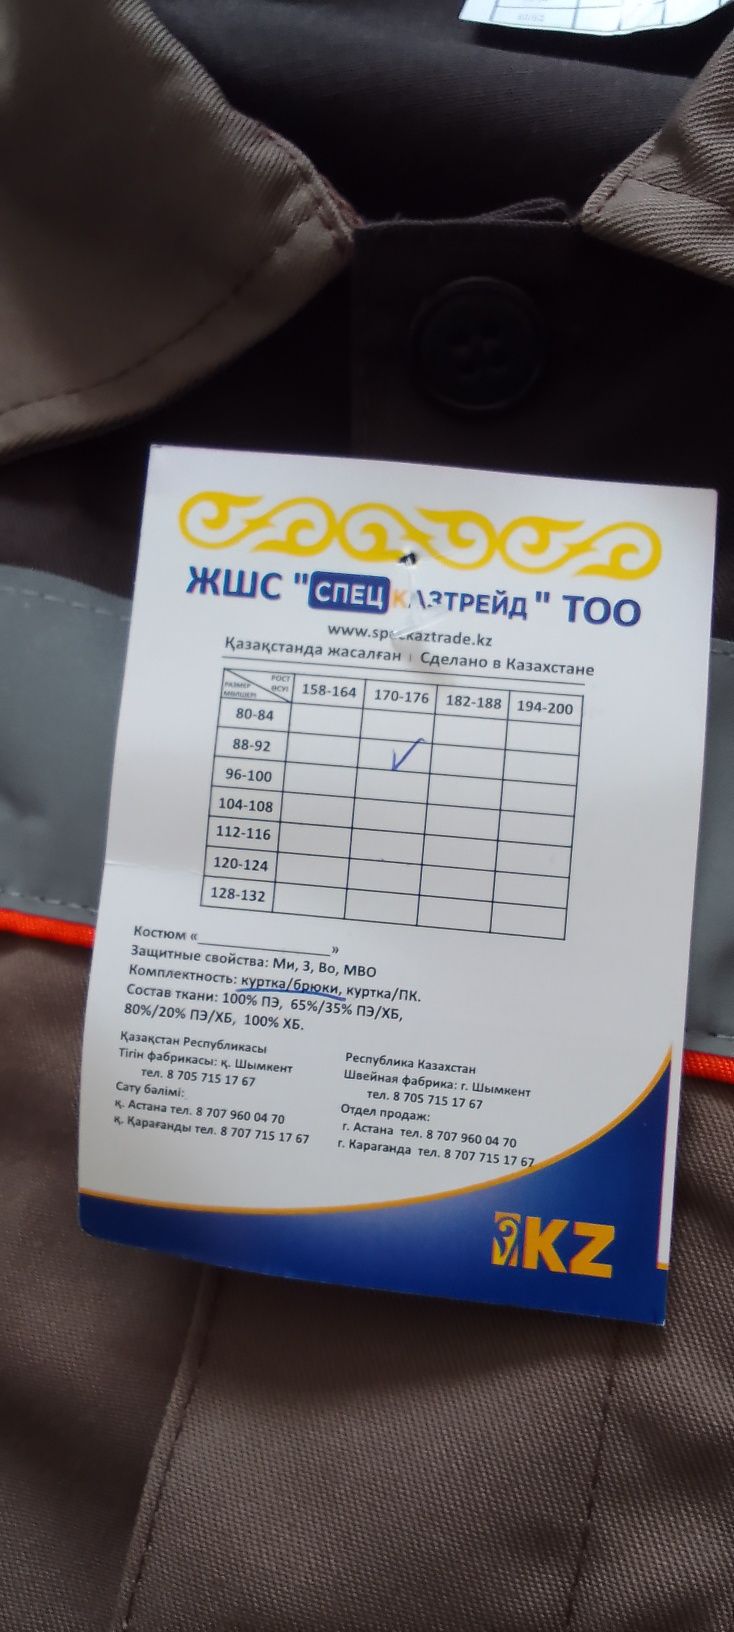 ЖШС "СПЕЦКАЗТРЕЙД" ТОО
www.speckaztrade.kz
Қазақстанда жасалған | Сделано в Казахстане
РАЗМЕР МӨЛШЕРІ РОСТ ӨСУІ 158-164 170-176 182-188 194-200
80-84
88-92
96-100
104-108
112-116
120-124
128-132
Костюм «_______________»
Защитные свойства: Ми, З, Во, МВО
Комплектность: куртка/брюки, куртка/ПК.
Состав ткани: 100% ПЭ, 65%/35% ПЭ/ХБ,
80%/20% ПЭ/ХБ, 100% ХБ.
Қазақстан Республикасы
Тігін фабрикасы: қ. Шымкент
тел. 8 705 715 17 67
Сату бөлімі:
қ. Астана тел. 8 707 960 04 70
қ. Қарағанды тел. 8 707 715 17 67
Республика Казахстан
Швейная фабрика: г. Шымкент
тел. 8 705 715 17 67
Отдел продаж:
г. Астана тел. 8 707 960 04 70
г. Караганда тел. 8 707 715 17 67
KZ